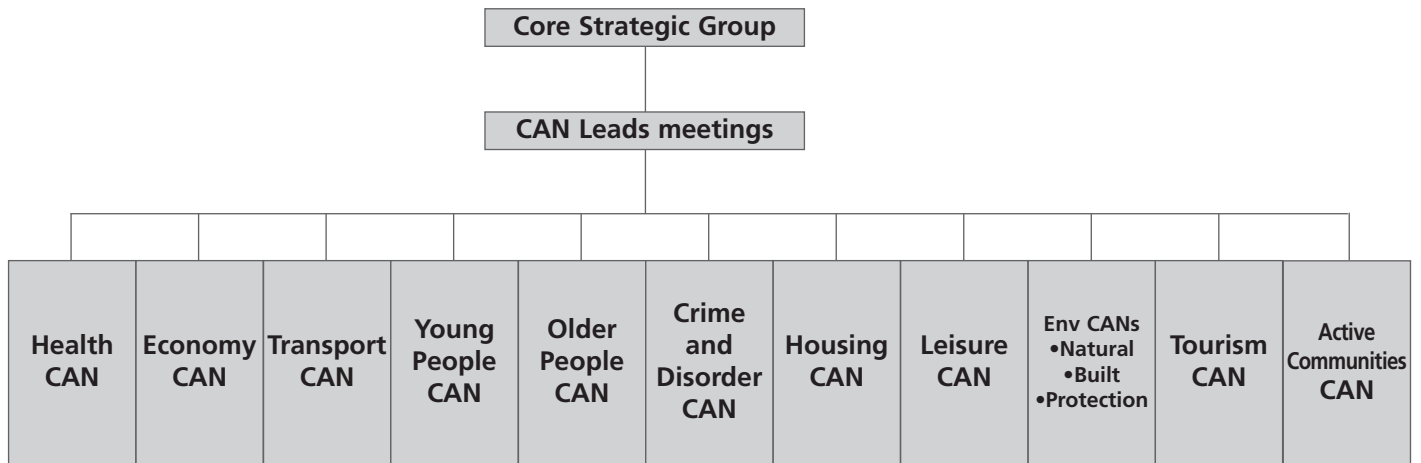 Core Strategic Group
CAN Leads meetings
Health
CAN
Economy
CAN
Transport
CAN
Young
People
CAN
Older
People
CAN
Crime
and
Disorder
CAN
Housing
CAN
Leisure
CAN
Env CANs
•Natural
•Built
•Protection
Tourism
CAN
Active
Communities
CAN